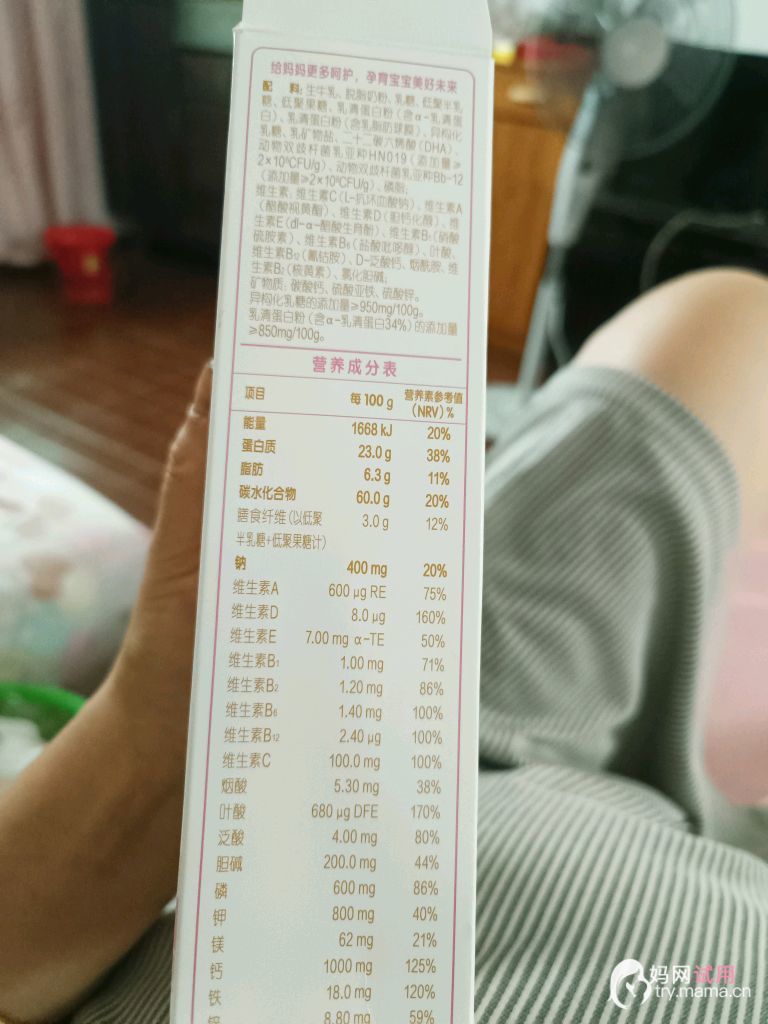 给妈妈更多呵护，孕育宝宝美好未来
配 料：生牛乳、脱脂奶粉、乳糖、低聚半乳
糖、低聚果糖、乳清蛋白粉（含α-乳清蛋
白）、乳清蛋白粉（含乳脂肪球膜）、异构化
乳糖、乳矿物盐、二十二碳六烯酸（DHA）、
动物双歧杆菌乳亚种HN019（添加量≥
2×10⁸CFU/g）、动物双歧杆菌乳亚种Bb-12
（添加量≥2×10⁸CFU/g）、磷脂；
维生素：维生素C（L-抗坏血酸钠）、维生素A
（醋酸视黄酯）、维生素D（胆钙化醇）、维
生素E（dl-α-醋酸生育酚）、维生素B₁（硝酸
硫胺素）、维生素B₆（盐酸吡哆醇）、叶酸、
维生素B₁₂（氰钴胺）、D-泛酸钙、烟酰胺、维
生素B₂（核黄素）、氯化胆碱；
矿物质：碳酸钙、硫酸亚铁、硫酸锌。
异构化乳糖的添加量≥950mg/100g。
乳清蛋白粉（含α-乳清蛋白34%）的添加量
≥850mg/100g。
营养成分表
项目 每 100 g 营养素参考值（NRV）%
能量 1668 kJ 20%
蛋白质 23.0 g 38%
脂肪 6.3 g 11%
碳水化合物 60.0 g 20%
膳食纤维（以低聚 3.0 g 12%
半乳糖+低聚果糖计）
钠 400 mg 20%
维生素A 600 μg RE 75%
维生素D 8.0 μg 160%
维生素E 7.00 mg α-TE 50%
维生素B₁ 1.00 mg 71%
维生素B₂ 1.20 mg 86%
维生素B₆ 1.40 mg 100%
维生素B₁₂ 2.40 μg 100%
维生素C 100.0 mg 100%
烟酸 5.30 mg 38%
叶酸 680 μg DFE 170%
泛酸 4.00 mg 80%
胆碱 200.0 mg 44%
磷 600 mg 86%
钾 800 mg 40%
镁 62 mg 21%
钙 1000 mg 125%
铁 18.0 mg 120%
锌 8.80 mg 59%
妈网试用
try.mama.cn